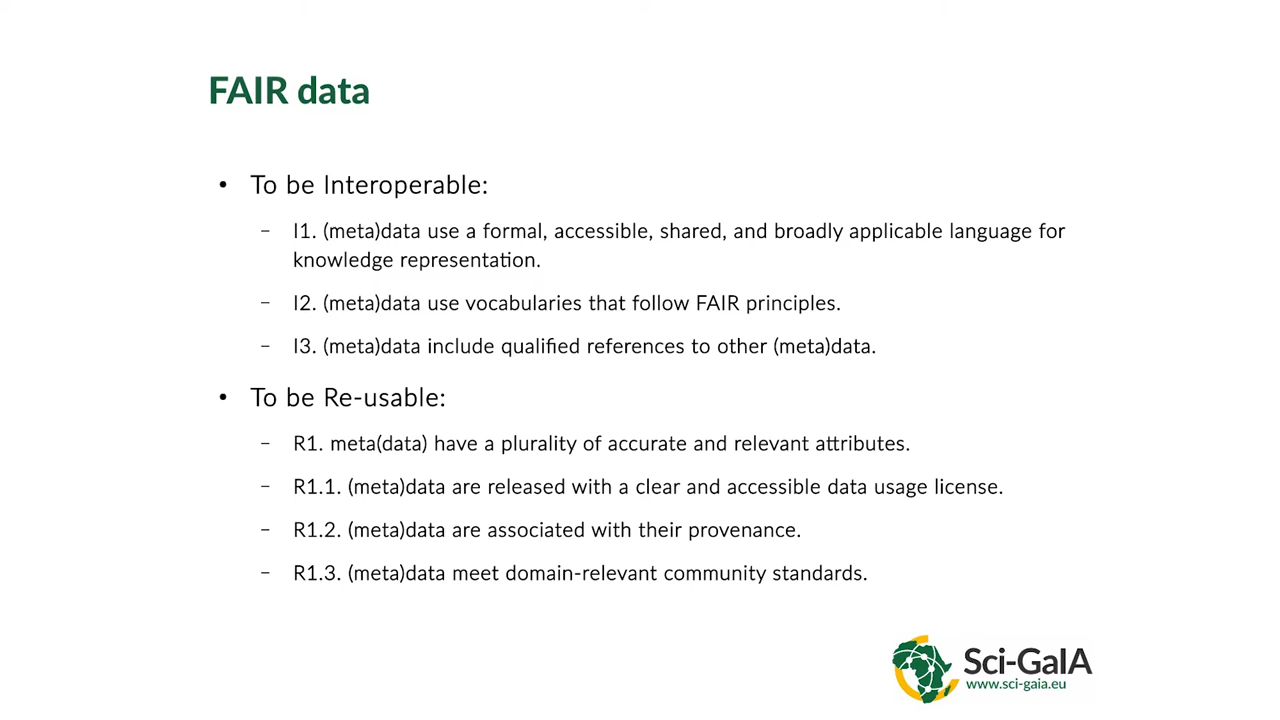 FAIR data
• To be Interoperable:
– I1. (meta)data use a formal, accessible, shared, and broadly applicable language for
knowledge representation.
– I2. (meta)data use vocabularies that follow FAIR principles.
– I3. (meta)data include qualified references to other (meta)data.
• To be Re-usable:
– R1. meta(data) have a plurality of accurate and relevant attributes.
– R1.1. (meta)data are released with a clear and accessible data usage license.
– R1.2. (meta)data are associated with their provenance.
– R1.3. (meta)data meet domain-relevant community standards.
Sci-GaIA
www.sci-gaia.eu